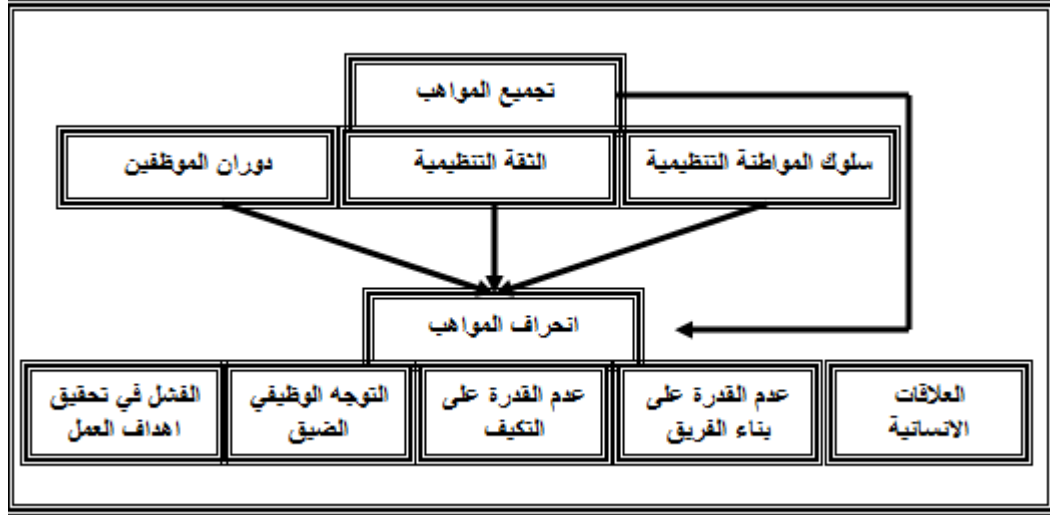 تجميع المواهب
سلوك المواطنة التنظيمية
الثقة التنظيمية
دوران الموظفين
انحراف المواهب
العلاقات
الانسانية
عدم القدرة على
بناء الفريق
عدم القدرة على
التكيف
التوجه الوظيفي
الضيق
الفشل في تحقيق
اهداف العمل